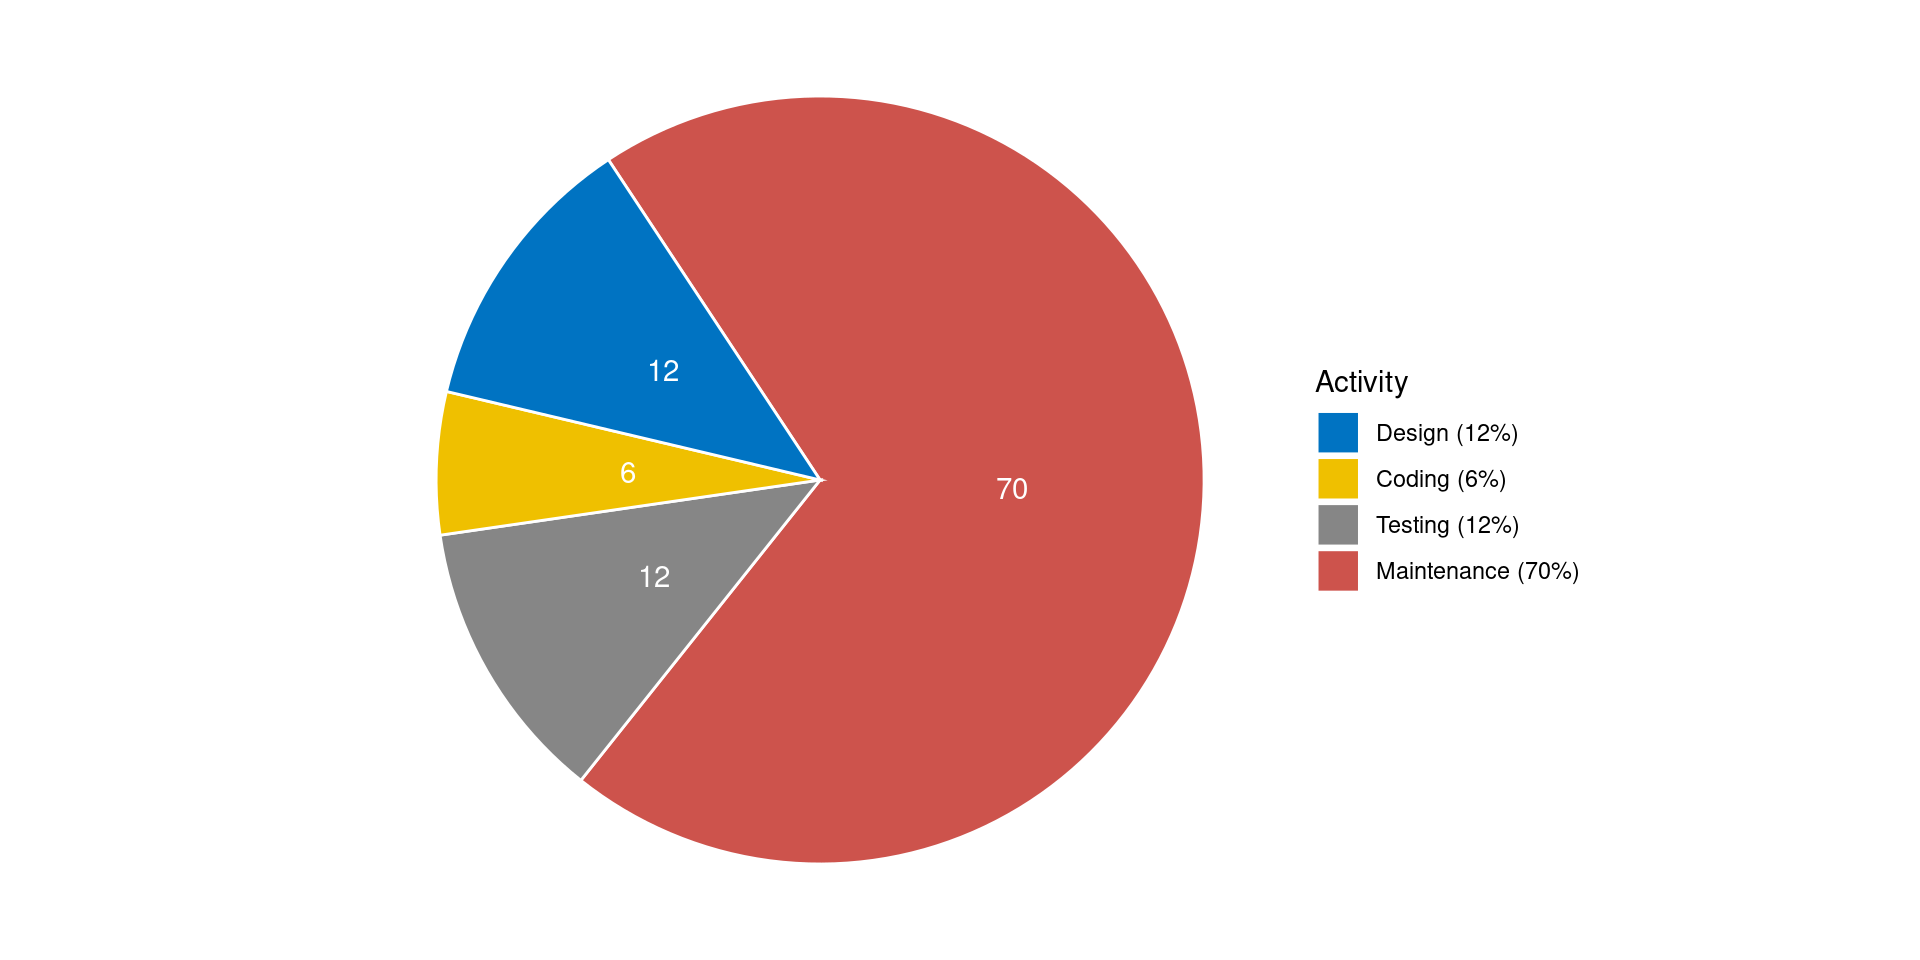 12
6
12
70
Activity
Design (12%)
Coding (6%)
Testing (12%)
Maintenance (70%)